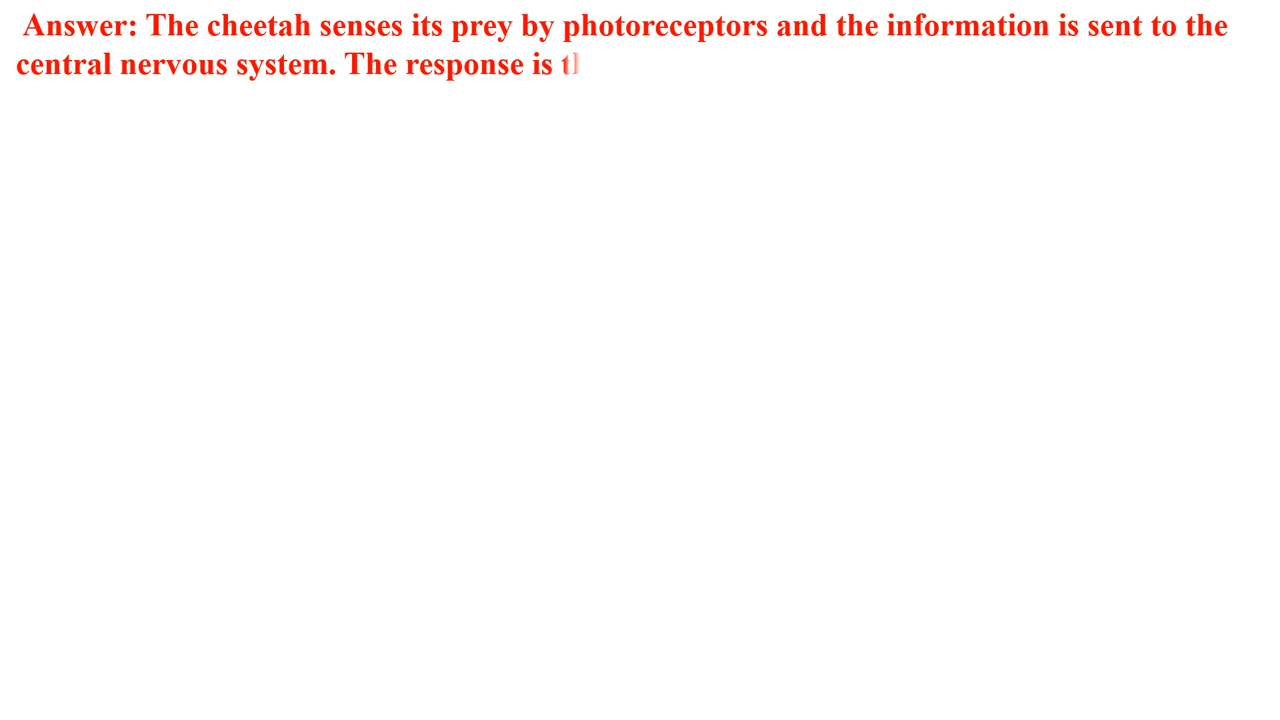 Answer: The cheetah senses its prey by photoreceptors and the information is sent to the
central nervous system. The response is